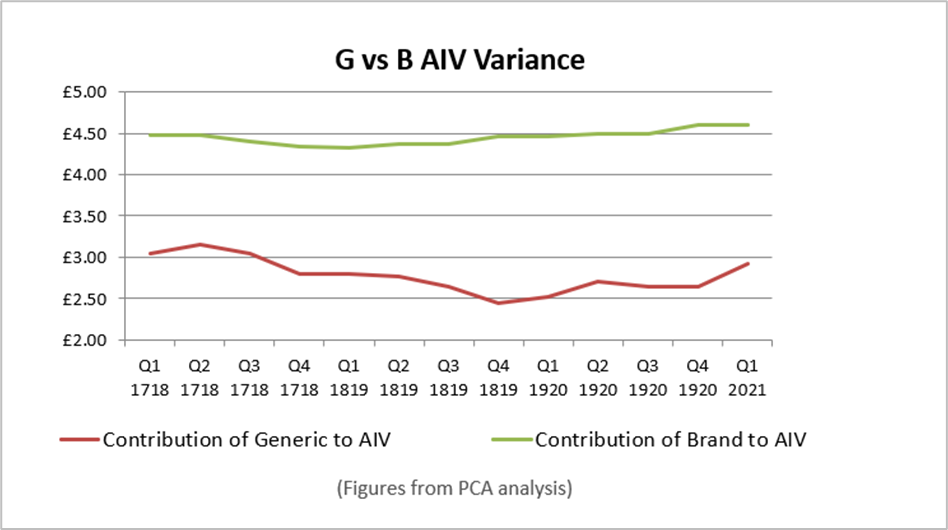 G vs B AIV Variance
£5.00
£4.50
£4.00
£3.50
£3.00
£2.50
£2.00
Q1 Q2 Q3 Q4 Q1 Q2 Q3 Q4 Q1 Q2 Q3 Q4 Q1
1718 1718 1718 1718 1819 1819 1819 1819 1920 1920 1920 1920 2021
Contribution of Generic to AIV Contribution of Brand to AIV
(Figures from PCA analysis)